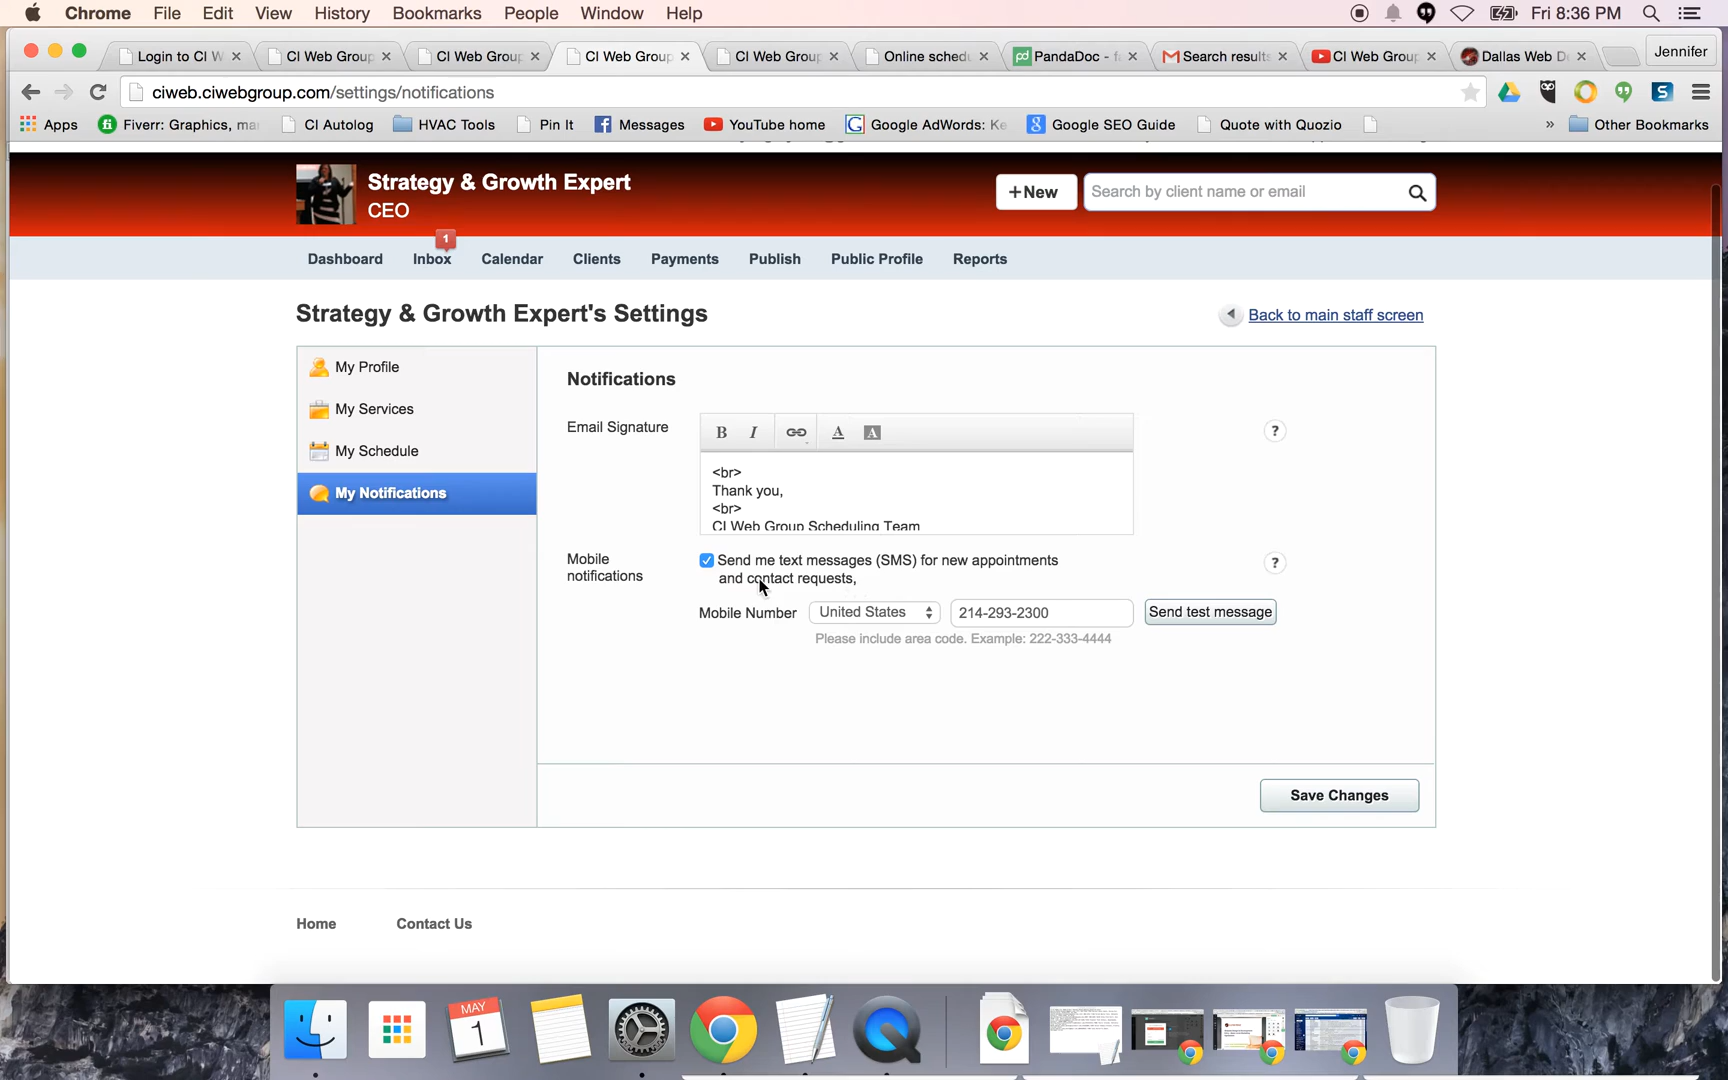 Chrome File Edit View History Bookmarks People Window Help Fri 8:36 PM
Login to CI W CI Web Group CI Web Group CI Web Group CI Web Group Online schedu PandaDoc - f Search results CI Web Group Dallas Web D Jennifer
ciweb.ciwebgroup.com/settings/notifications
Apps Fiverr: Graphics, ma CI Autolog HVAC Tools Pin It Messages YouTube home Google AdWords: Ke Google SEO Guide Quote with Quozio » Other Bookmarks
Strategy & Growth Expert
CEO
+New Search by client name or email
1
Dashboard Inbox Calendar Clients Payments Publish Public Profile Reports
Strategy & Growth Expert's Settings
Back to main staff screen
My Profile
My Services
My Schedule
My Notifications
Notifications
Email Signature
B I A A ?
<br>
Thank you,
<br>
CI Web Group Scheduling Team
Mobile notifications
Send me text messages (SMS) for new appointments
and contact requests,
?
Mobile Number United States 214-293-2300 Send test message
Please include area code. Example: 222-333-4444
Save Changes
Home Contact Us
MAY
1